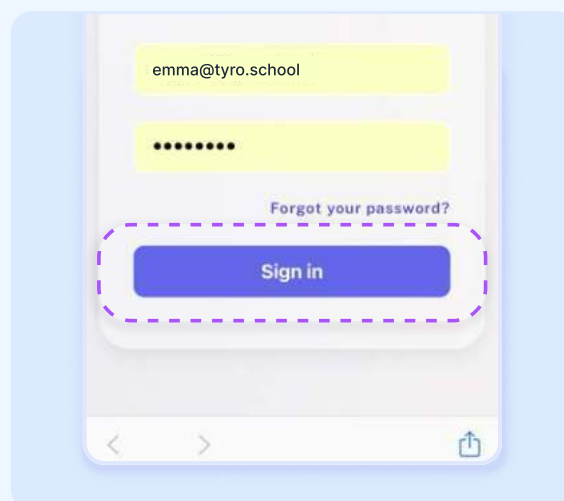 emma@tyro.school
••••••••
Forgot your password?
Sign in